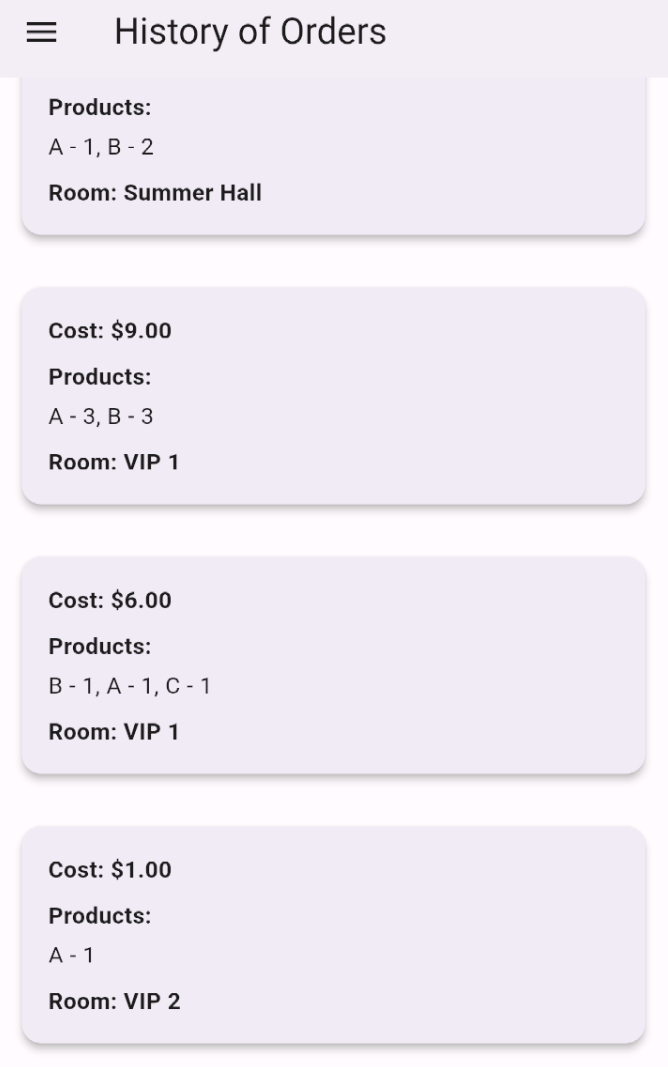 History of Orders
Products:
A - 1, B - 2
Room: Summer Hall
Cost: $9.00
Products:
A - 3, B - 3
Room: VIP 1
Cost: $6.00
Products:
B - 1, A - 1, C - 1
Room: VIP 1
Cost: $1.00
Products:
A - 1
Room: VIP 2